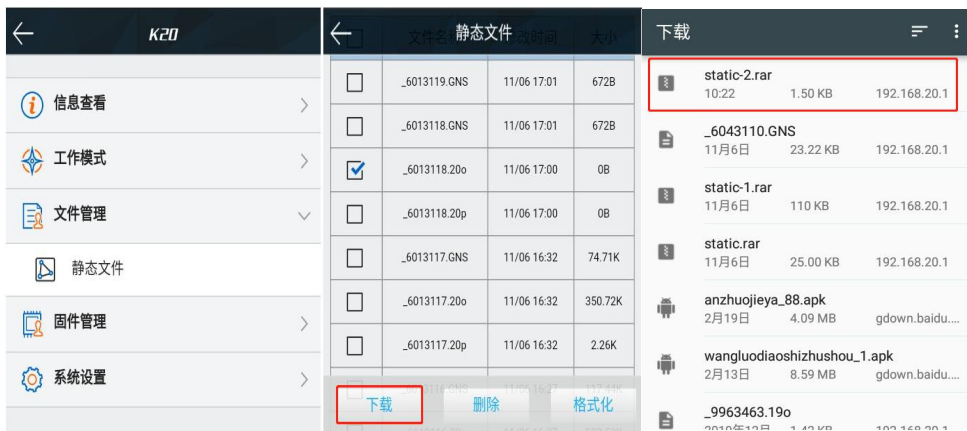 K20
信息查看
工作模式
文件管理
静态文件
固件管理
系统设置
静态文件
_6013119.GNS 11/06 17:01 672B
_6013118.GNS 11/06 17:01 672B
_6013118.20o 11/06 17:00 0B
_6013118.20p 11/06 17:00 0B
_6013117.GNS 11/06 16:32 74.71K
_6013117.20o 11/06 16:32 350.72K
_6013117.20p 11/06 16:32 2.26K
下载 删除 格式化
下载
static-2.rar
10:22 1.50 KB 192.168.20.1
_6043110.GNS
11月6日 23.22 KB 192.168.20.1
static-1.rar
11月6日 110 KB 192.168.20.1
static.rar
11月6日 25.00 KB 192.168.20.1
anzhuojieya_88.apk
2月19日 4.09 MB gdown.baidu....
wangluodiaoshizhushou_1.apk
2月13日 8.59 MB gdown.baidu....
_9963463.19o